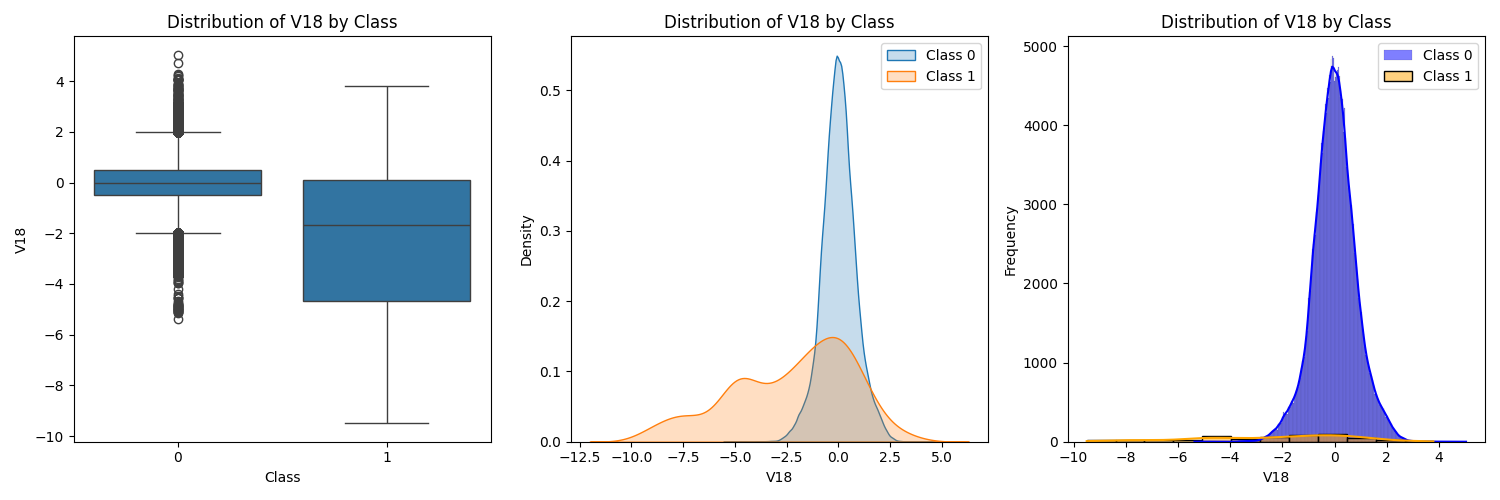 Distribution of V18 by Class
V18
4
2
0
−2
−4
−6
−8
−10
0
1
Class
Distribution of V18 by Class
Density
0.5
0.4
0.3
0.2
0.1
0.0
Class 0
Class 1
−12.5
−10.0
−7.5
−5.0
−2.5
0.0
2.5
5.0
V18
Distribution of V18 by Class
Frequency
5000
4000
3000
2000
1000
0
Class 0
Class 1
−10
−8
−6
−4
−2
0
2
4
V18